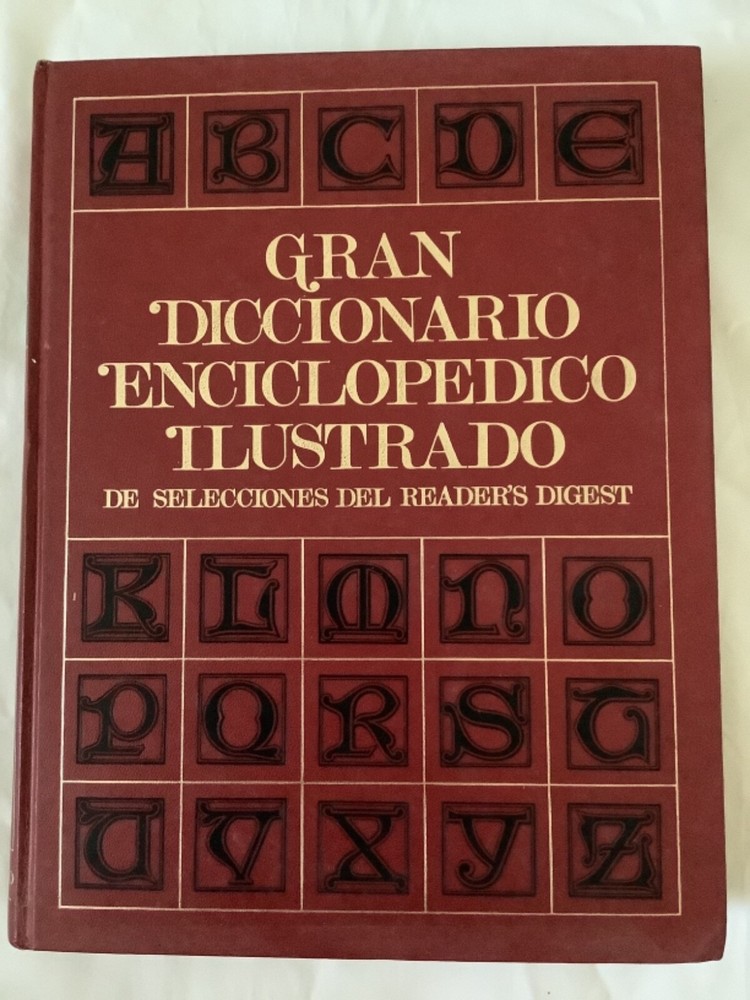 A B C D E
GRAN
DICCIONARIO
ENCICLOPEDICO
ILUSTRADO
DE SELECCIONES DEL READER'S DIGEST
K L M N O
P Q R S T
U V X Y Z